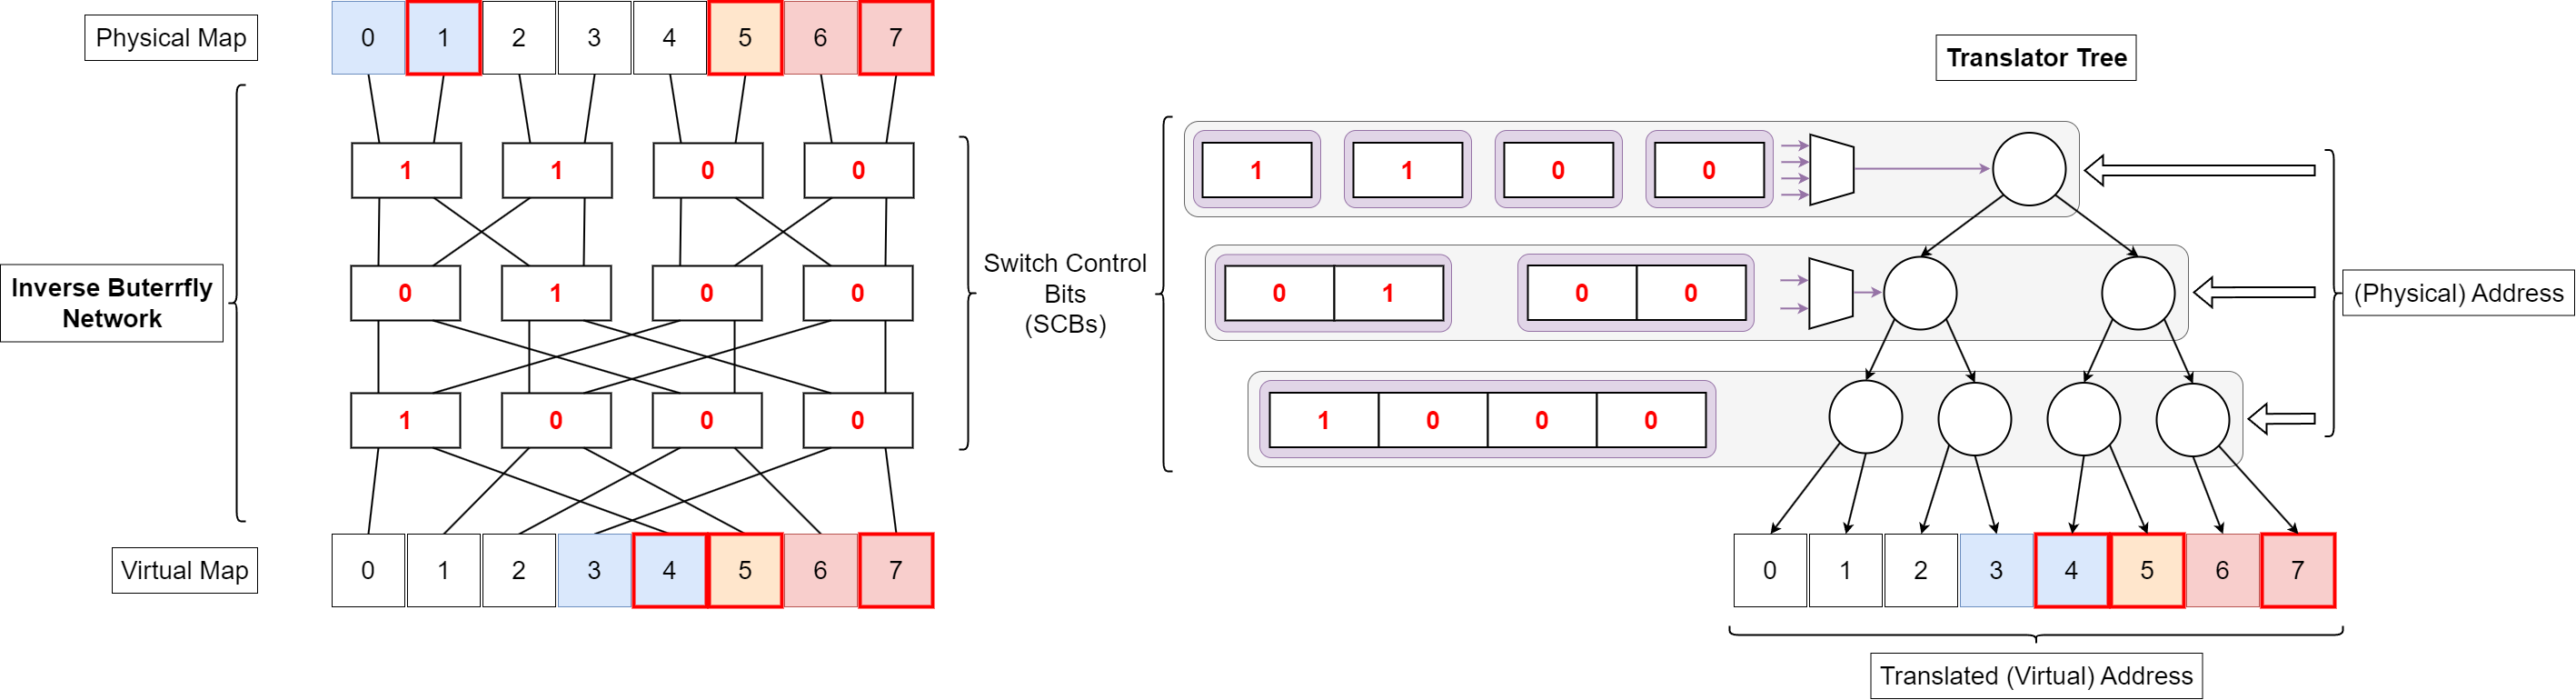 Physical Map
0 1 2 3 4 5 6 7
Inverse Buterrfly
Network
1 1 0 0
0 1 0 0
1 0 0 0
Virtual Map
0 1 2 3 4 5 6 7
Switch Control
Bits
(SCBs)
Translator Tree
1 1 0 0
0 1 0 0
1 0 0 0
(Physical) Address
0 1 2 3 4 5 6 7
Translated (Virtual) Address